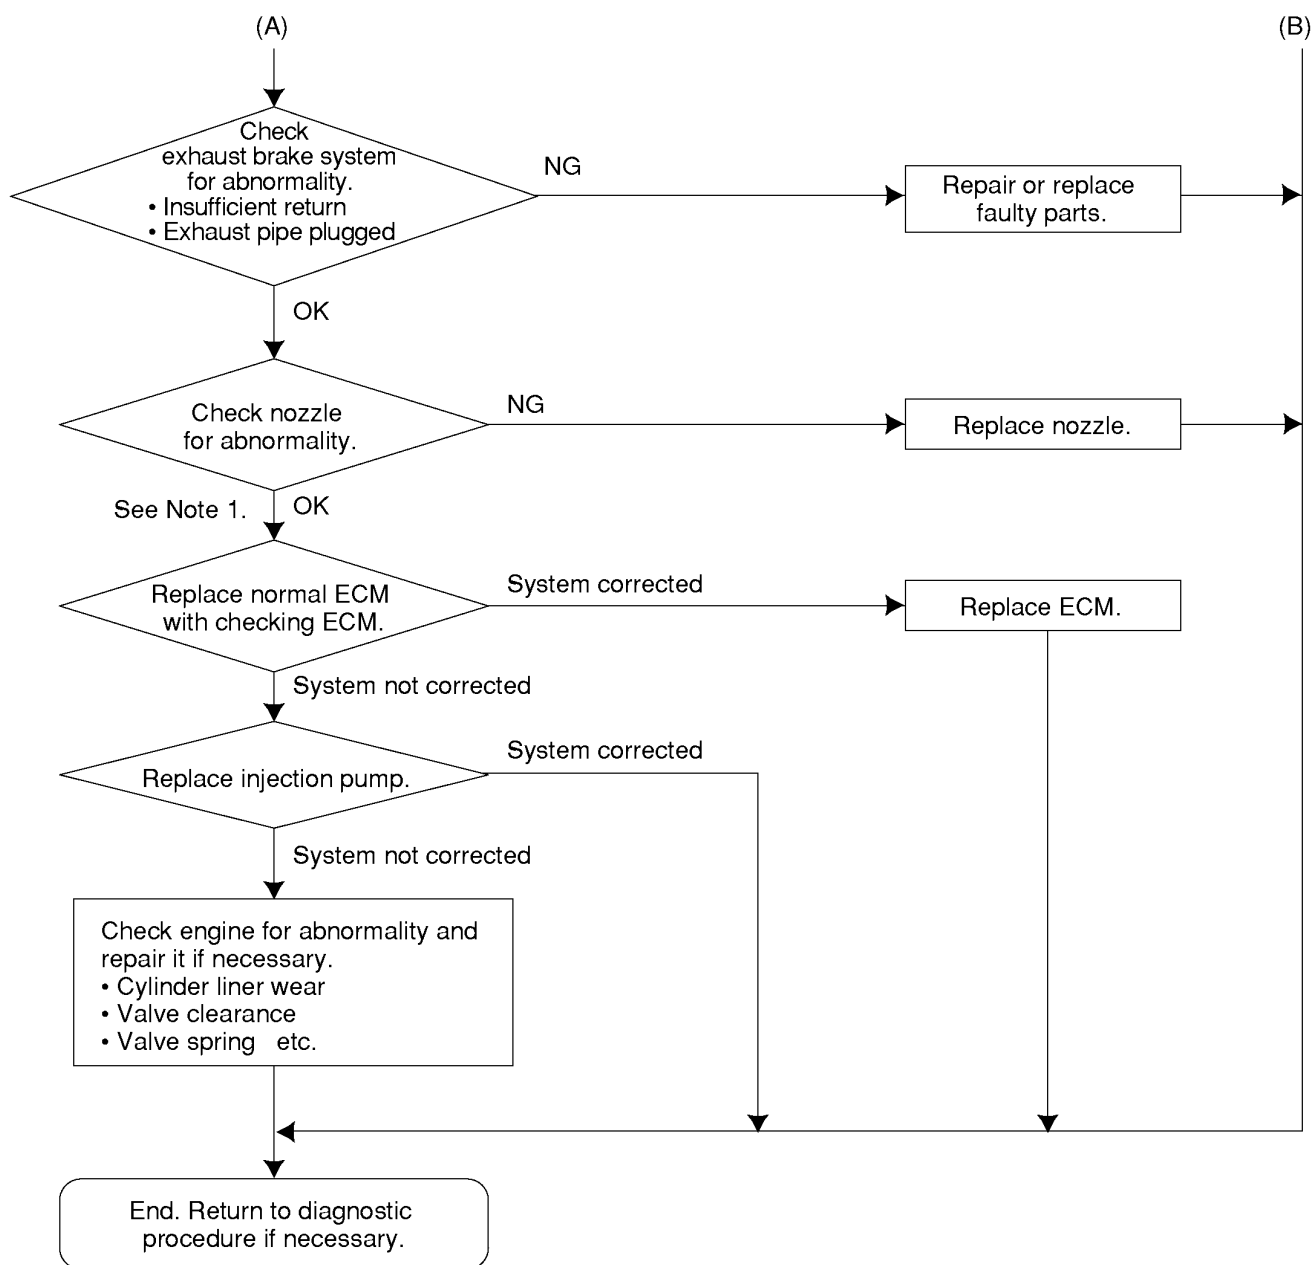 (A)
(B)
Check
exhaust brake system
for abnormality.
• Insufficient return
• Exhaust pipe plugged
NG
Repair or replace
faulty parts.
OK
Check nozzle
for abnormality.
NG
Replace nozzle.
See Note 1.
OK
Replace normal ECM
with checking ECM.
System corrected
Replace ECM.
System not corrected
Replace injection pump.
System corrected
System not corrected
Check engine for abnormality and
repair it if necessary.
• Cylinder liner wear
• Valve clearance
• Valve spring etc.
End. Return to diagnostic
procedure if necessary.